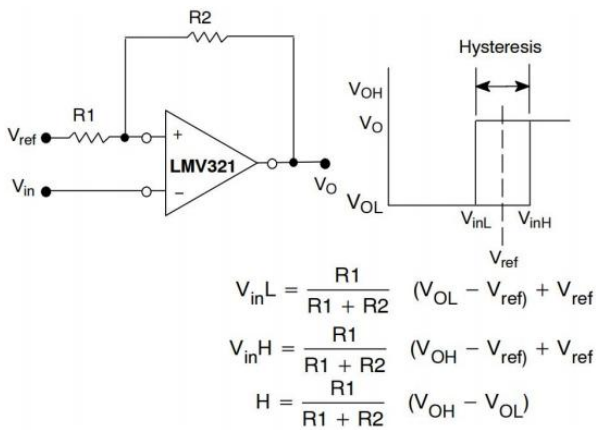 R2
Hysteresis
R1
VOH
VO
Vref
+
LMV321
Vin
−
VO
VOL
VinL
VinH
Vref
VinL = R1 / R1 + R2 (VOL − Vref) + Vref
VinH = R1 / R1 + R2 (VOH − Vref) + Vref
H = R1 / R1 + R2 (VOH − VOL)